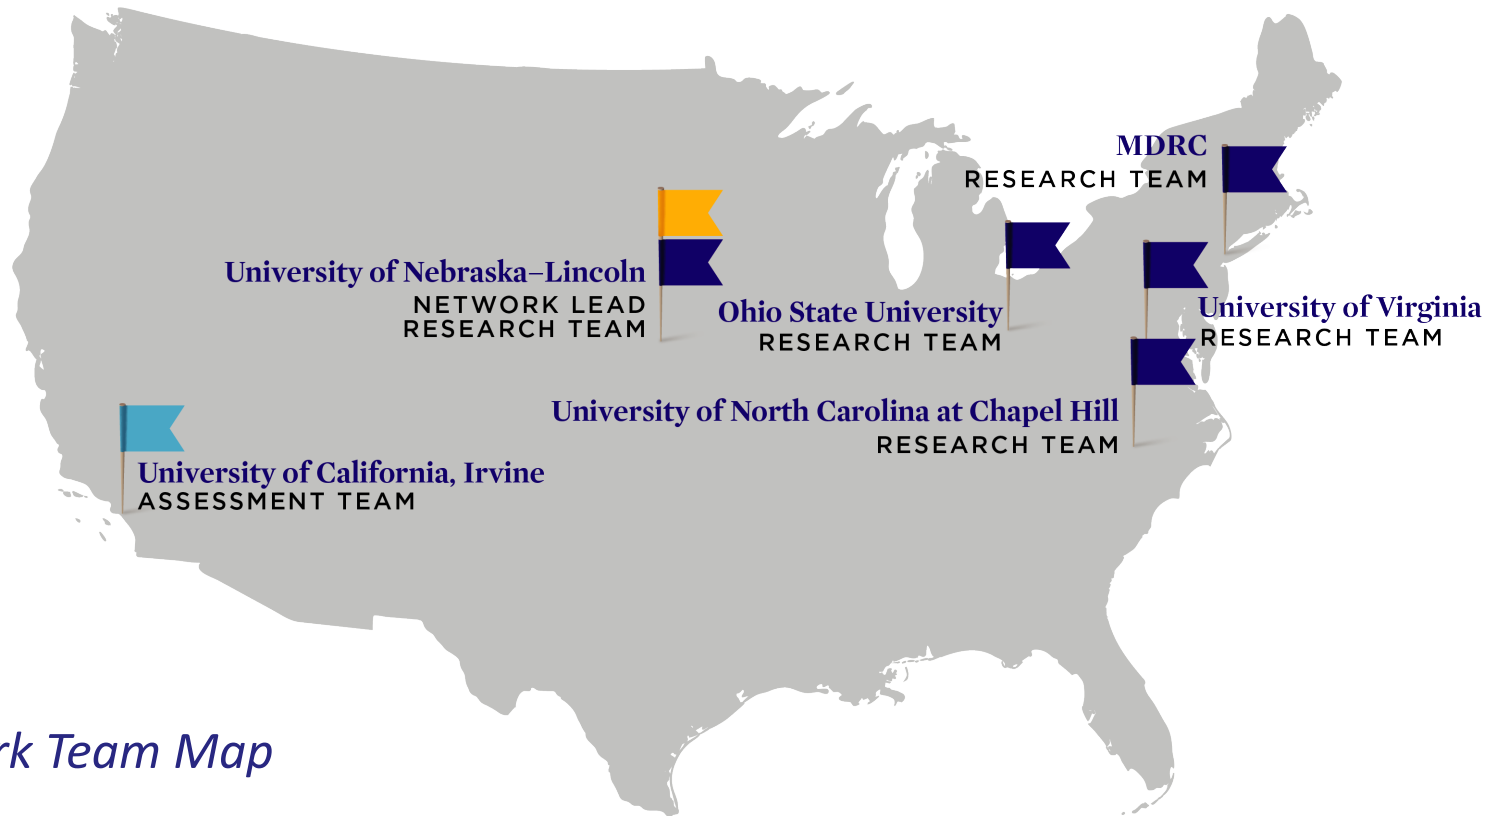 MDRC
RESEARCH TEAM
University of Nebraska–Lincoln
NETWORK LEAD
RESEARCH TEAM
Ohio State University
RESEARCH TEAM
University of Virginia
RESEARCH TEAM
University of North Carolina at Chapel Hill
RESEARCH TEAM
University of California, Irvine
ASSESSMENT TEAM
rk Team Map